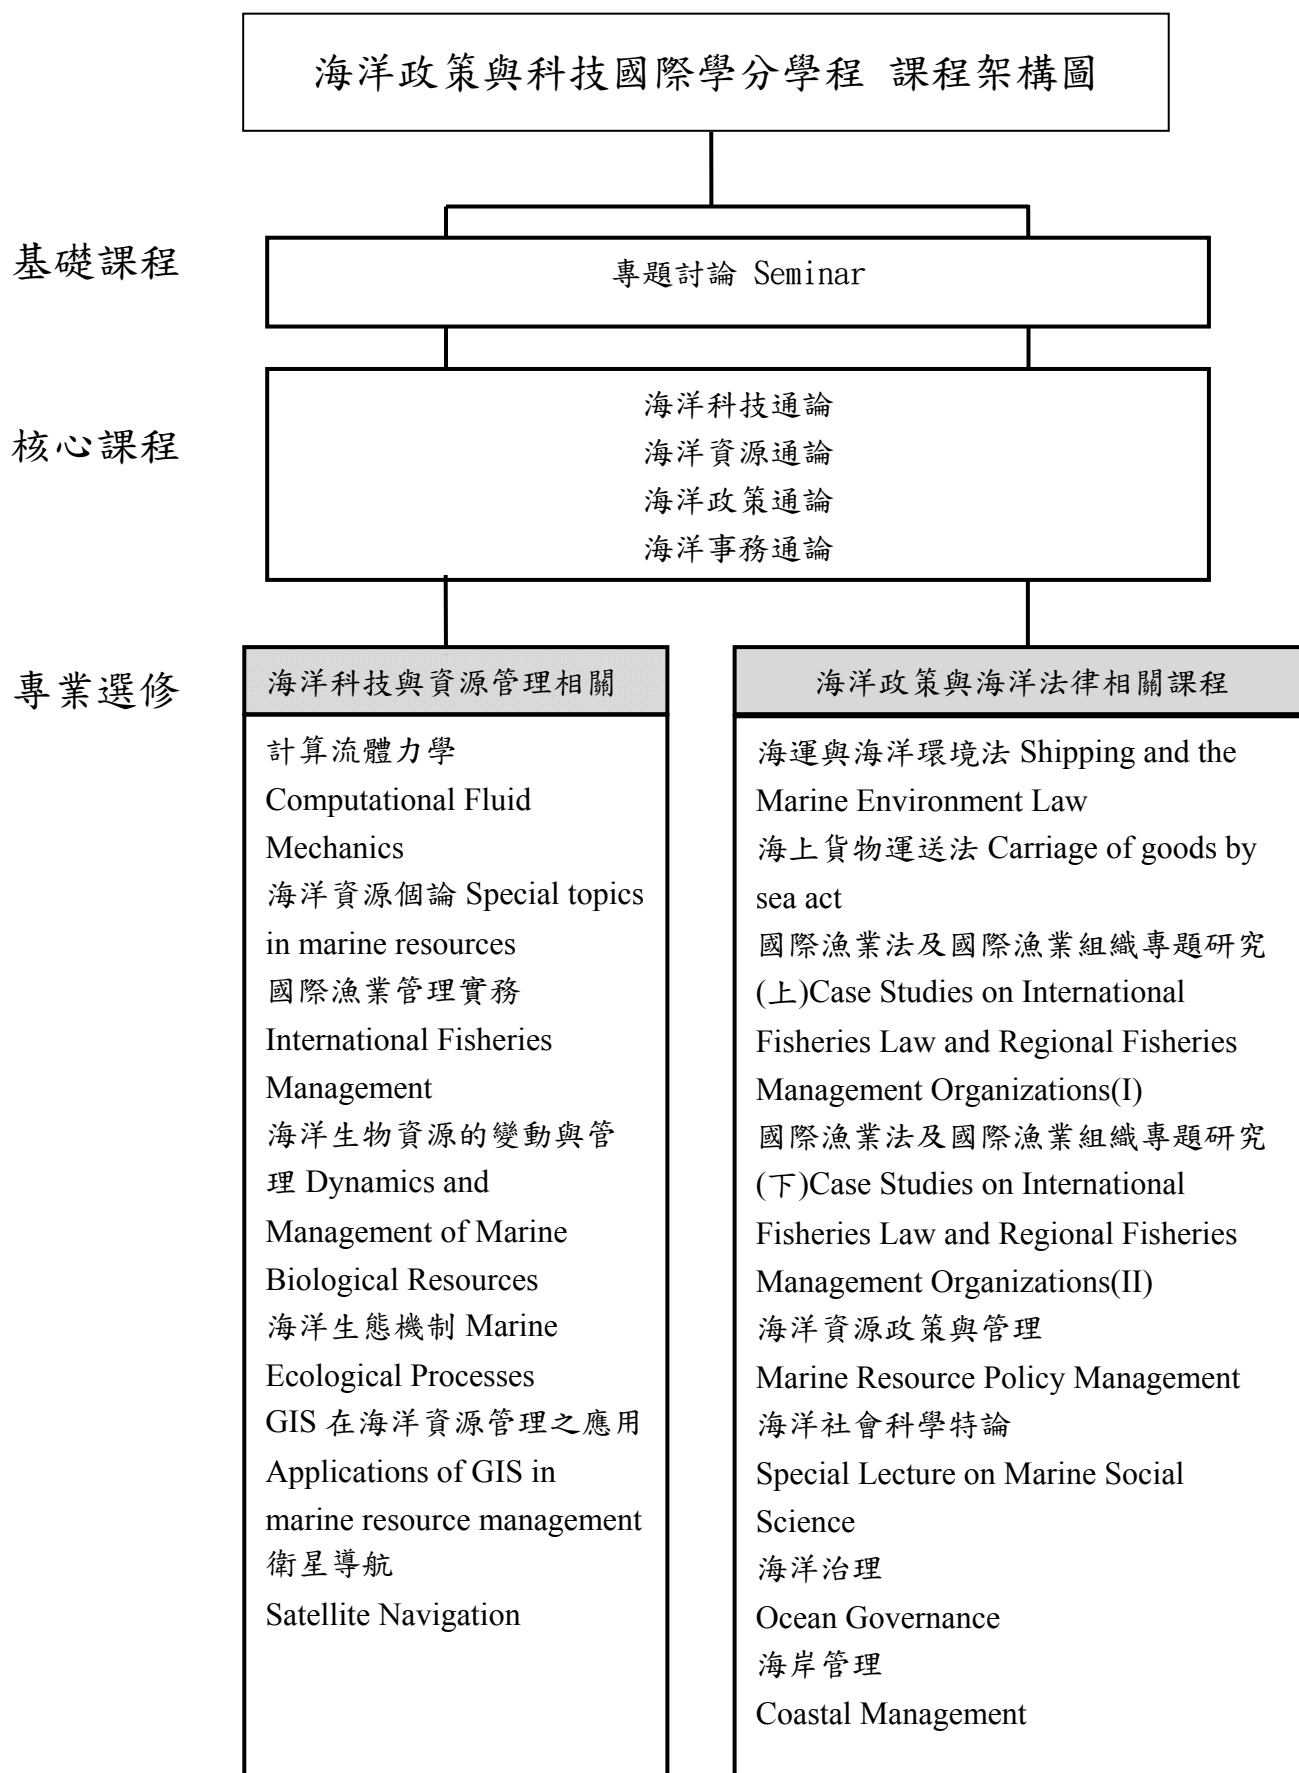 海洋政策與科技國際學分學程 課程架構圖
基礎課程
專題討論 Seminar
核心課程
海洋科技通論
海洋資源通論
海洋政策通論
海洋事務通論
專業選修
海洋科技與資源管理相關
計算流體力學
Computational Fluid
Mechanics
海洋資源個論 Special topics
in marine resources
國際漁業管理實務
International Fisheries
Management
海洋生物資源的變動與管
理 Dynamics and
Management of Marine
Biological Resources
海洋生態機制 Marine
Ecological Processes
GIS 在海洋資源管理之應用
Applications of GIS in
marine resource management
衛星導航
Satellite Navigation
海洋政策與海洋法律相關課程
海運與海洋環境法 Shipping and the
Marine Environment Law
海上貨物運送法 Carriage of goods by
sea act
國際漁業法及國際漁業組織專題研究
(上)Case Studies on International
Fisheries Law and Regional Fisheries
Management Organizations(I)
國際漁業法及國際漁業組織專題研究
(下)Case Studies on International
Fisheries Law and Regional Fisheries
Management Organizations(II)
海洋資源政策與管理
Marine Resource Policy Management
海洋社會科學特論
Special Lecture on Marine Social
Science
海洋治理
Ocean Governance
海岸管理
Coastal Management